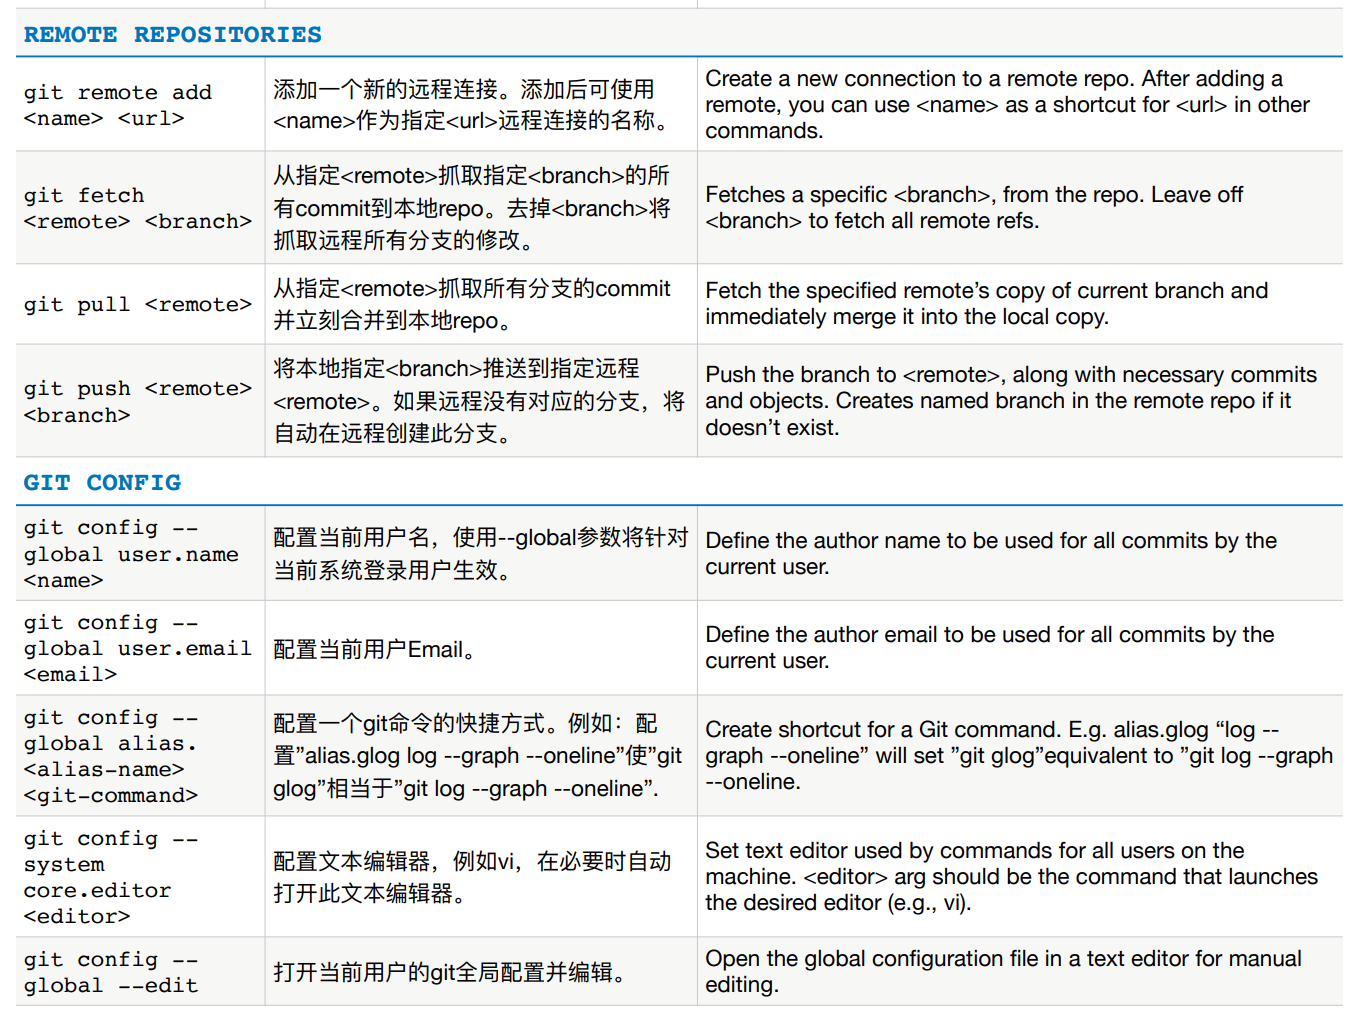 REMOTE REPOSITORIES
git remote add
<name> <url>
添加一个新的远程连接。添加后可使用
<name>作为指定<url>远程连接的名称。
Create a new connection to a remote repo. After adding a
remote, you can use <name> as a shortcut for <url> in other
commands.
git fetch
<remote> <branch>
从指定<remote>抓取指定<branch>的所
有commit到本地repo。去掉<branch>将
抓取远程所有分支的修改。
Fetches a specific <branch>, from the repo. Leave off
<branch> to fetch all remote refs.
git pull <remote>
从指定<remote>抓取所有分支的commit
并立刻合并到本地repo。
Fetch the specified remote’s copy of current branch and
immediately merge it into the local copy.
git push <remote>
<branch>
将本地指定<branch>推送到指定远程
<remote>。如果远程没有对应的分支，将
自动在远程创建此分支。
Push the branch to <remote>, along with necessary commits
and objects. Creates named branch in the remote repo if it
doesn’t exist.
GIT CONFIG
git config --
global user.name
<name>
配置当前用户名，使用--global参数将针对
当前系统登录用户生效。
Define the author name to be used for all commits by the
current user.
git config --
global user.email
<email>
配置当前用户Email。
Define the author email to be used for all commits by the
current user.
git config --
global alias.
<alias-name>
<git-command>
配置一个git命令的快捷方式。例如：配
置”alias.glog log --graph --oneline”使”git
glog”相当于”git log --graph --oneline”.
Create shortcut for a Git command. E.g. alias.glog “log --
graph --oneline” will set ”git glog”equivalent to ”git log --graph
--oneline.
git config --
system
core.editor
<editor>
配置文本编辑器，例如vi，在必要时自动
打开此文本编辑器。
Set text editor used by commands for all users on the
machine. <editor> arg should be the command that launches
the desired editor (e.g., vi).
git config --
global --edit
打开当前用户的git全局配置并编辑。
Open the global configuration file in a text editor for manual
editing.